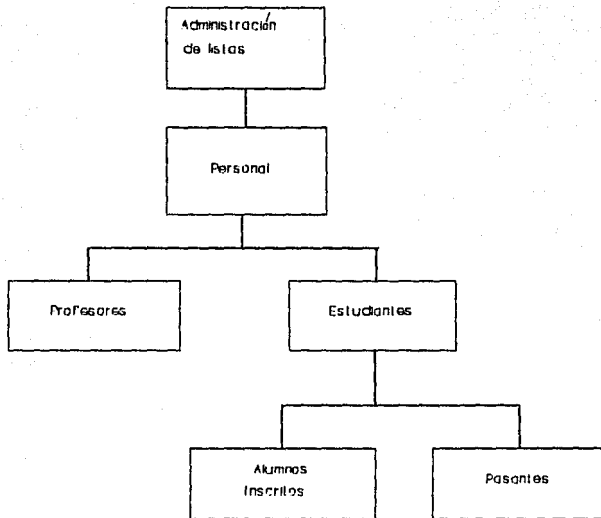 Administración
de listas
Personal
Profesores
Estudiantes
Alumnos
Inscritos
Pasantes